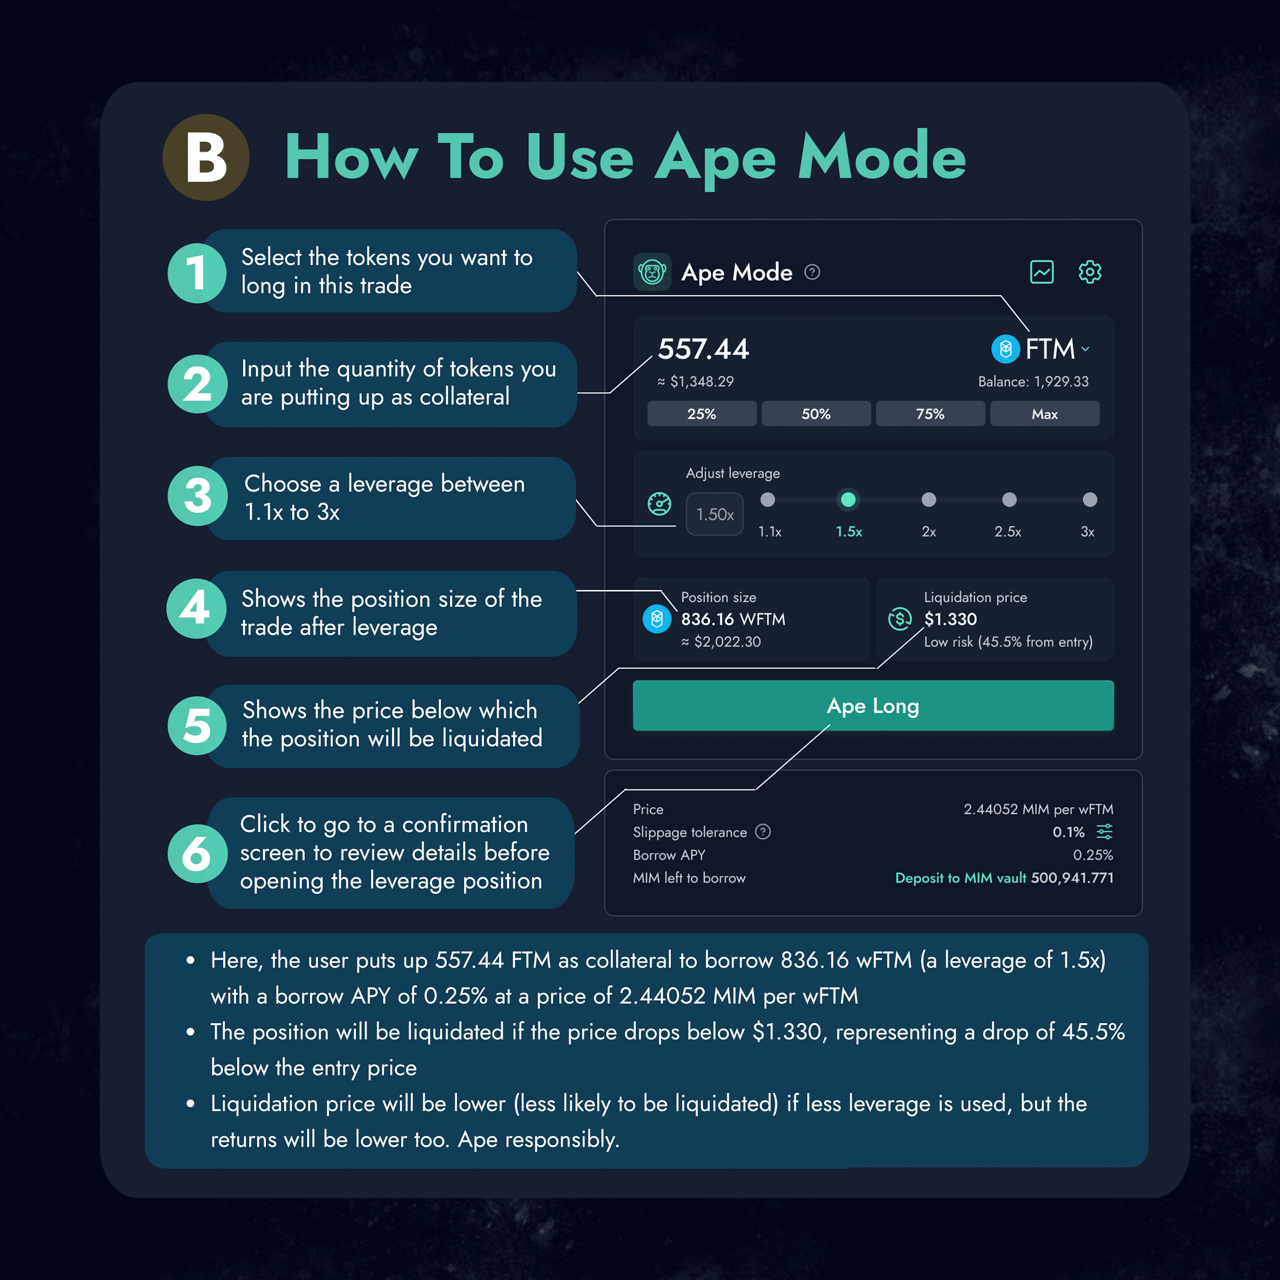 B How To Use Ape Mode
1
Select the tokens you want to
long in this trade
2
Input the quantity of tokens you
are putting up as collateral
3
Choose a leverage between
1.1x to 3x
4
Shows the position size of the
trade after leverage
5
Shows the price below which
the position will be liquidated
6
Click to go to a confirmation
screen to review details before
opening the leverage position
Ape Mode ?
557.44 FTM
≈ $1,348.29 Balance: 1,929.33
25% 50% 75% Max
Adjust leverage
1.50x
1.1x 1.5x 2x 2.5x 3x
Position size
836.16 WFTM
≈ $2,022.30
Liquidation price
$1.330
Low risk (45.5% from entry)
Ape Long
Price 2.44052 MIM per wFTM
Slippage tolerance ? 0.1%
Borrow APY 0.25%
MIM left to borrow Deposit to MIM vault 500,941.771
• Here, the user puts up 557.44 FTM as collateral to borrow 836.16 wFTM (a leverage of 1.5x)
with a borrow APY of 0.25% at a price of 2.44052 MIM per wFTM
• The position will be liquidated if the price drops below $1.330, representing a drop of 45.5%
below the entry price
• Liquidation price will be lower (less likely to be liquidated) if less leverage is used, but the
returns will be lower too. Ape responsibly.